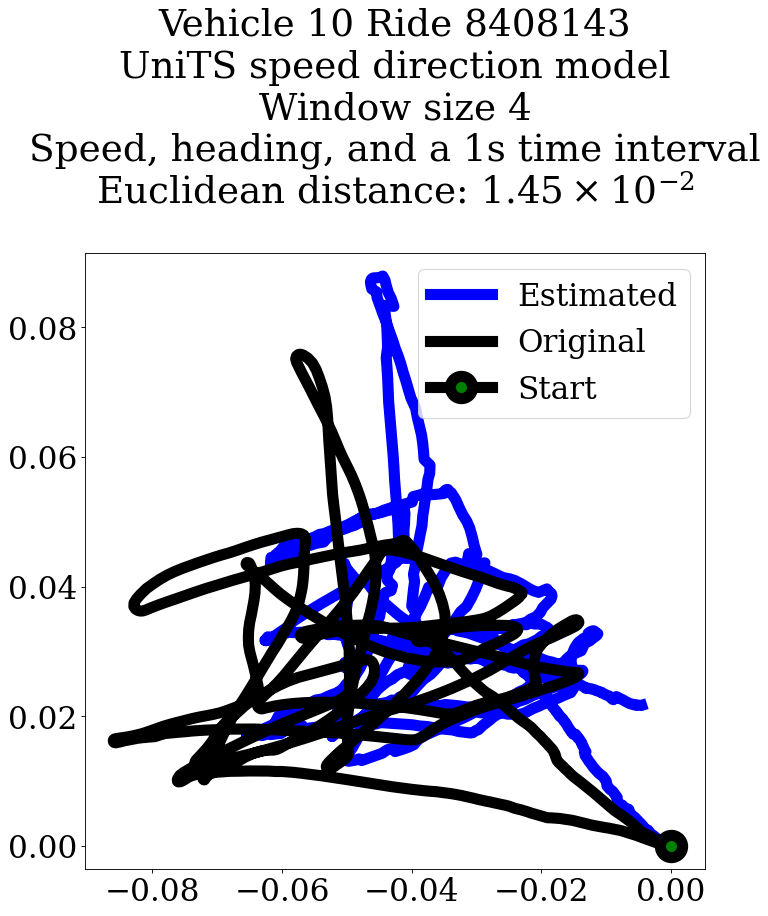 Vehicle 10 Ride 8408143
UniTS speed direction model
Window size 4
Speed, heading, and a 1s time interval
Euclidean distance: 1.45 × 10⁻²
Estimated
Original
Start
0.08
0.06
0.04
0.02
0.00
−0.08 −0.06 −0.04 −0.02 0.00